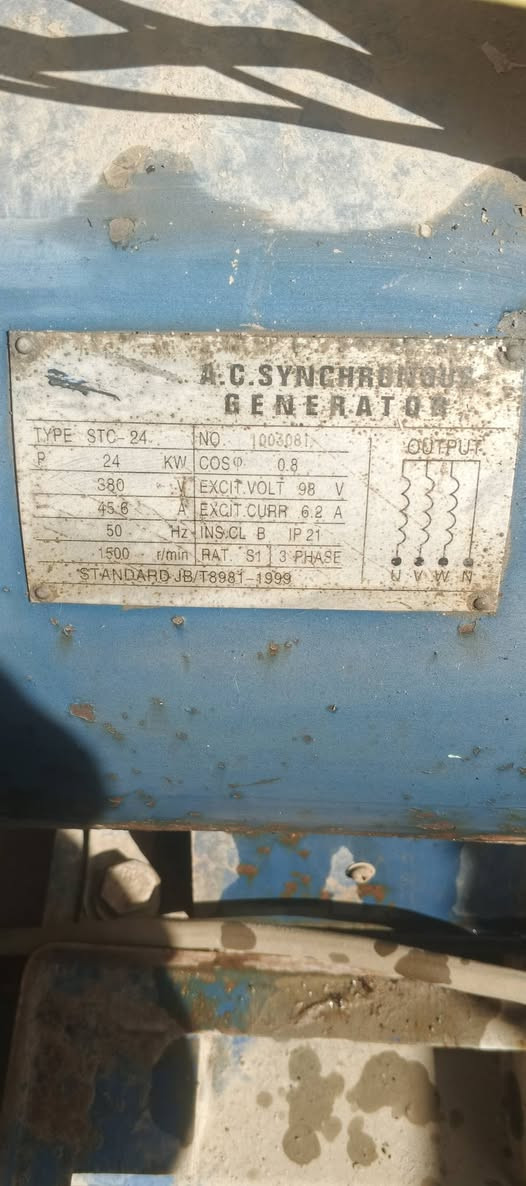 A.C.SYNCHRONOUS
GENERATOR
TYPE STC-24 NO. 1003081
P 24 KW COSφ 0.8
380 V EXCIT.VOLT 98 V
45.6 A EXCIT.CURR 6.2 A
50 Hz INS.CL B IP 21
1500 r/min RAT. S1 3 PHASE
STANDARD JB/T8981-1999
OUTPUT
U V W N